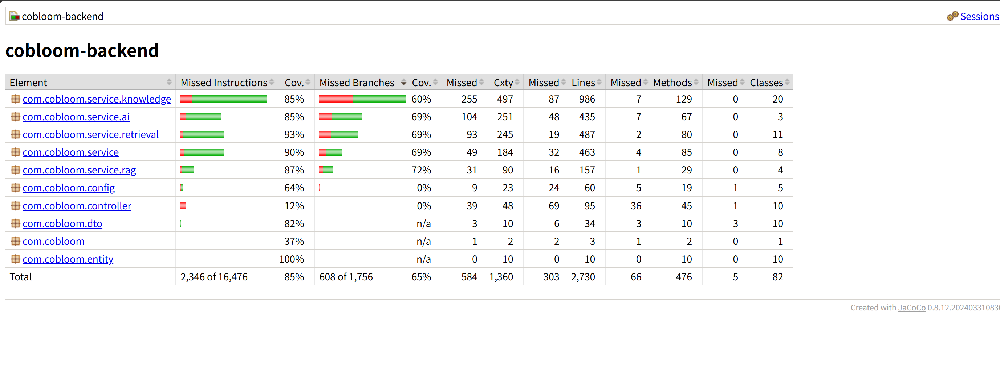 cobloom-backend Sessions
cobloom-backend
Element Missed Instructions Cov. Missed Branches Cov. Missed Cxty Missed Lines Missed Methods Missed Classes
com.cobloom.service.knowledge 85% 60% 255 497 87 986 7 129 0 20
com.cobloom.service.ai 85% 69% 104 251 48 435 7 67 0 3
com.cobloom.service.retrieval 93% 69% 93 245 19 487 2 80 0 11
com.cobloom.service 90% 69% 49 184 32 463 4 85 0 8
com.cobloom.service.rag 87% 72% 31 90 16 157 1 29 0 4
com.cobloom.config 64% 0% 9 23 24 60 5 19 1 5
com.cobloom.controller 12% 0% 39 48 69 95 36 45 1 10
com.cobloom.dto 82% n/a 3 10 6 34 3 10 3 10
com.cobloom 37% n/a 1 2 2 3 1 2 0 1
com.cobloom.entity 100% n/a 0 10 0 10 0 10 0 10
Total 2,346 of 16,476 85% 608 of 1,756 65% 584 1,360 303 2,730 66 476 5 82
Created with JaCoCo 0.8.12.20240331083